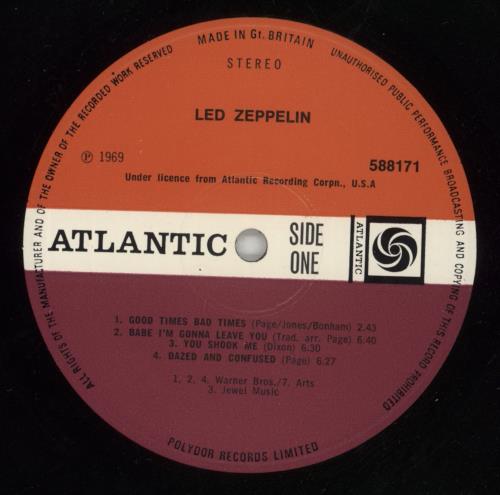 MADE IN Gt. BRITAIN
UNAUTHORISED PUBLIC PERFORMANCE BROADCASTING AND COPYING OF THIS RECORD PROHIBITED
ALL RIGHTS OF THE MANUFACTURER AND OF THE OWNER OF THE RECORDED WORK RESERVED
STEREO
LED ZEPPELIN
℗ 1969
588171
Under licence from Atlantic Recording Corpn., U.S.A
ATLANTIC
SIDE
ONE
ATLANTIC
1. GOOD TIMES BAD TIMES (Page/Jones/Bonham) 2.43
2. BABE I'M GONNA LEAVE YOU (Trad. arr. Page) 6.40
3. YOU SHOOK ME (Dixon) 6.30
4. DAZED AND CONFUSED (Page) 6.27
1, 2, 4. Warner Bros./7. Arts
3. Jewel Music
POLYDOR RECORDS LIMITED